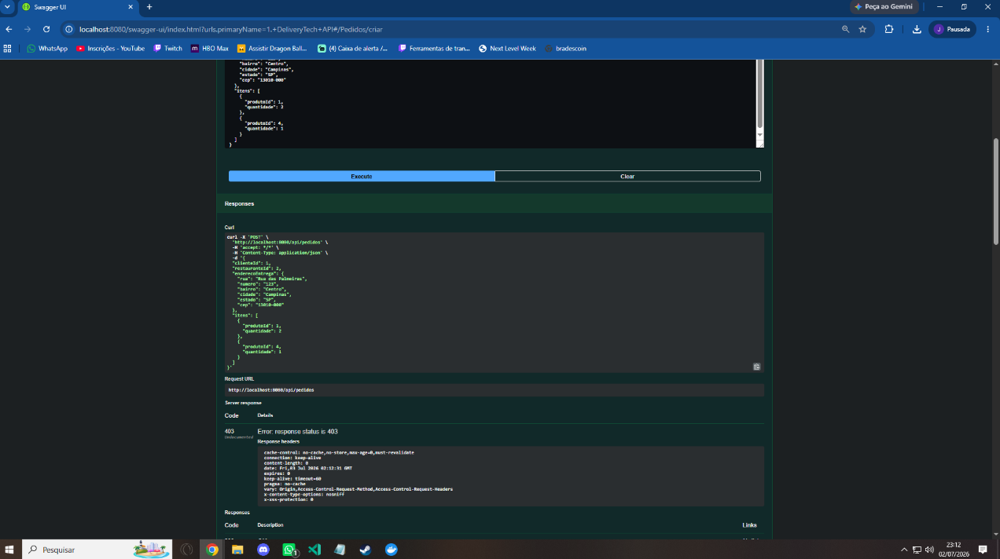 Swagger UI
Peça ao Gemini
localhost:8080/swagger-ui/index.html?urls.primaryName=1.+DeliveryTech+API#/Pedidos/criar
J Pausada
WhatsApp Inscrições - YouTube Twitch HBO Max Assistir Dragon Ball... (4) Caixa de alerta /... Ferramentas de tran... Next Level Week bradescoin
"bairro": "Centro",
"cidade": "Campinas",
"estado": "SP",
"cep": "13010-000"
},
"itens": [
{
"produtoId": 1,
"quantidade": 2
},
{
"produtoId": 4,
"quantidade": 1
}
]
}
Execute Clear
Responses
Curl
curl -X 'POST' \
'http://localhost:8080/api/pedidos' \
-H 'accept: */*' \
-H 'Content-Type: application/json' \
-d '{
"clienteId": 1,
"restauranteId": 2,
"enderecoEntrega": {
"rua": "Rua das Palmeiras",
"numero": "123",
"bairro": "Centro",
"cidade": "Campinas",
"estado": "SP",
"cep": "13010-000"
},
"itens": [
{
"produtoId": 1,
"quantidade": 2
},
{
"produtoId": 4,
"quantidade": 1
}
]
}'
Request URL
http://localhost:8080/api/pedidos
Server response
Code Details
403 Error: response status is 403
Undocumented
Response headers
cache-control: no-cache,no-store,max-age=0,must-revalidate
connection: keep-alive
content-length: 0
date: Fri,03 Jul 2026 02:12:31 GMT
expires: 0
keep-alive: timeout=60
pragma: no-cache
vary: Origin,Access-Control-Request-Method,Access-Control-Request-Headers
x-content-type-options: nosniff
x-xss-protection: 0
Responses
Code Description Links
Pesquisar
1
23:12
02/07/2026